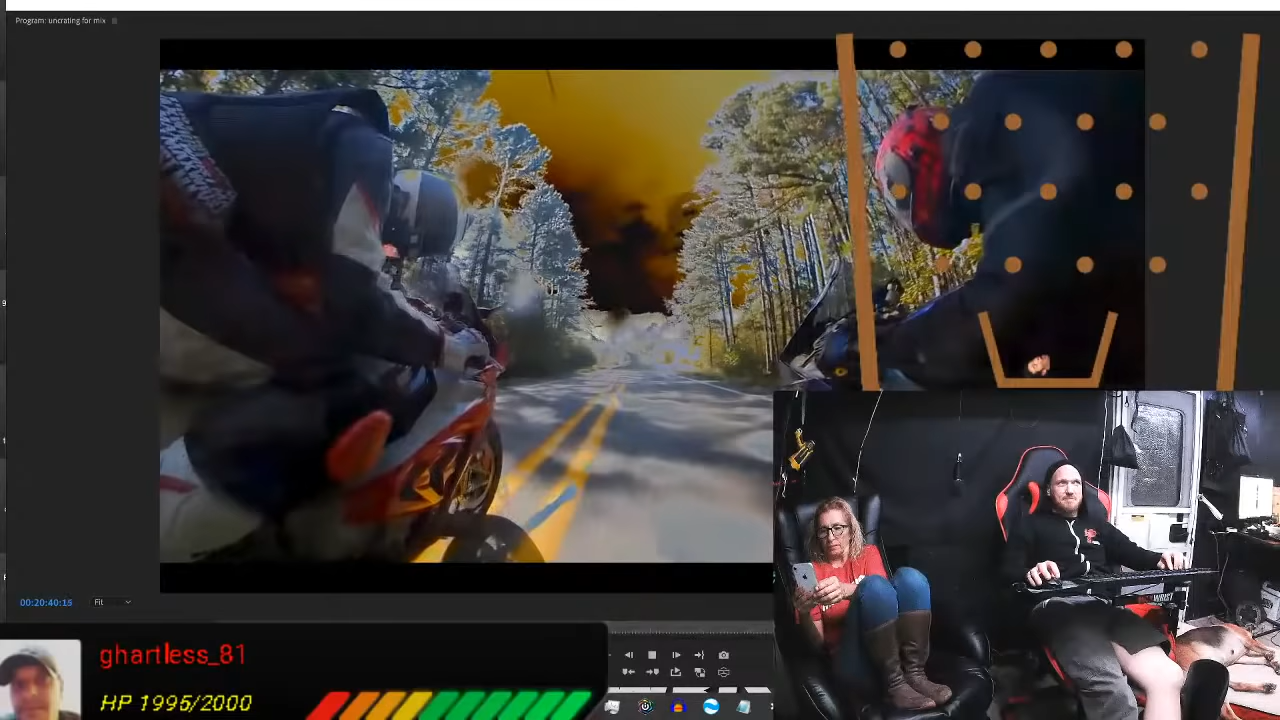 Program: uncrating for mix
00:20:40:15
Fit
ghartless_81
HP 1995/2000